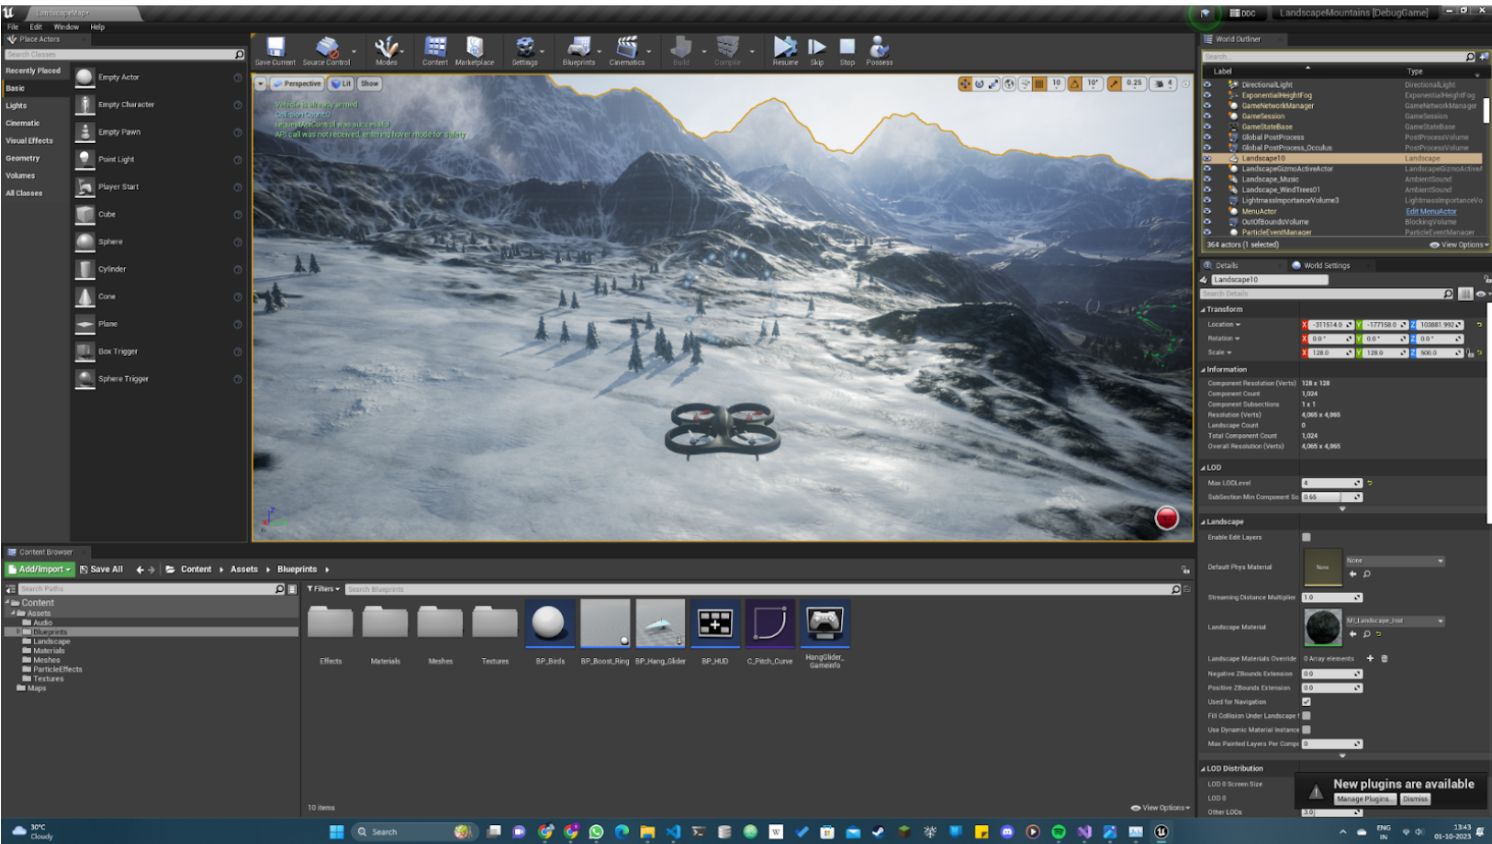 LandscapeMap
DDC
LandscapeMountains [DebugGame]
File Edit Window Help
Place Actors
Search Classes
Recently Placed
Basic
Lights
Cinematic
Visual Effects
Geometry
Volumes
All Classes
Empty Actor
Empty Character
Empty Pawn
Point Light
Player Start
Cube
Sphere
Cylinder
Cone
Plane
Box Trigger
Sphere Trigger
Save Current Source Control Modes Content Marketplace Settings Blueprints Cinematics Build Compile Resume Skip Stop Possess
Perspective Lit Show
10 10° 0.25 4
Vehicle is already armed
API call was not received, entering hover mode for safety
World Outliner
Search...
Label Type
DirectionalLight DirectionalLight
ExponentialHeightFog ExponentialHeightFog
GameNetworkManager GameNetworkManager
GameSession GameSession
GameStateBase GameStateBase
Global PostProcess PostProcessVolume
Global PostProcess_Occulus PostProcessVolume
Landscape10 Landscape
LandscapeGizmoActiveActor LandscapeGizmoActiveA
Landscape_Music AmbientSound
Landscape_WindTrees01 AmbientSound
LightmassImportanceVolume3 LightmassImportanceVo
MenuActor Edit MenuActor
OutOfBoundsVolume BlockingVolume
ParticleEventManager ParticleEventManager
364 actors (1 selected) View Options
Details World Settings
Landscape10
Search Details
Transform
Location X -311514.0 Y -177158.0 Z 103881.992
Rotation X 0.0° Y 0.0° Z 0.0°
Scale X 128.0 Y 128.0 Z 500.0
Information
Component Resolution (Verts) 128 x 128
Component Count 1,024
Component Subsections 1 x 1
Resolution (Verts) 4,065 x 4,065
Landscape Count 0
Total Component Count 1,024
Overall Resolution (Verts) 4,065 x 4,065
LOD
Max LODLevel 4
SubSection Min Component Sc 0.65
Landscape
Enable Edit Layers
Default Phys Material None None
Streaming Distance Multiplier 1.0
Landscape Material MI_Landscape_Inst
Landscape Materials Override 0 Array elements
Negative ZBounds Extension 0.0
Positive ZBounds Extension 0.0
Used for Navigation
Fill Collision Under Landscape f
Use Dynamic Material Instance
Max Painted Layers Per Compo 0
LOD Distribution
LOD 0 Screen Size
LOD 0
Other LODs 3.0
New plugins are available
Manage Plugins... Dismiss
Content Browser
Add/Import Save All Content Assets Blueprints
Search Paths
Filters Search Blueprints
Content
Assets
Audio
Blueprints
Landscape
Materials
Meshes
ParticleEffects
Textures
Maps
Effects Materials Meshes Textures BP_Birds BP_Boost_Ring BP_Hang_Glider BP_HUD C_Pitch_Curve HangGlider_
GameInfo
10 items View Options
30°C
Cloudy
Search
ENG
IN
13:43
01-10-2023